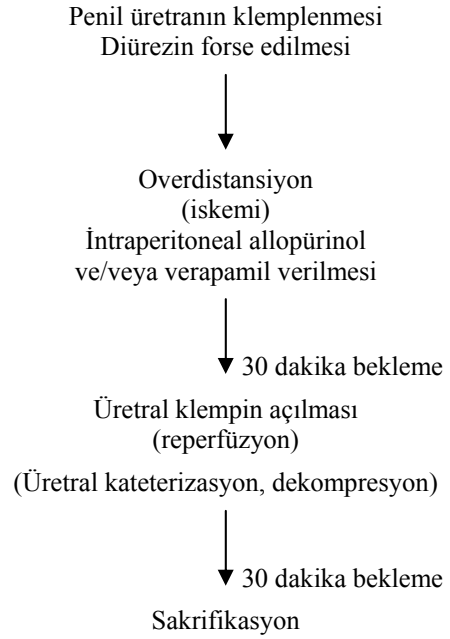 Penil üretranın klemplenmesi
Diürezin forse edilmesi
Overdistansiyon
(iskemi)
İntraperitoneal allopürinol
ve/veya verapamil verilmesi
30 dakika bekleme
Üretral klempin açılması
(reperfüzyon)
(Üretral kateterizasyon, dekompresyon)
30 dakika bekleme
Sakrifikasyon